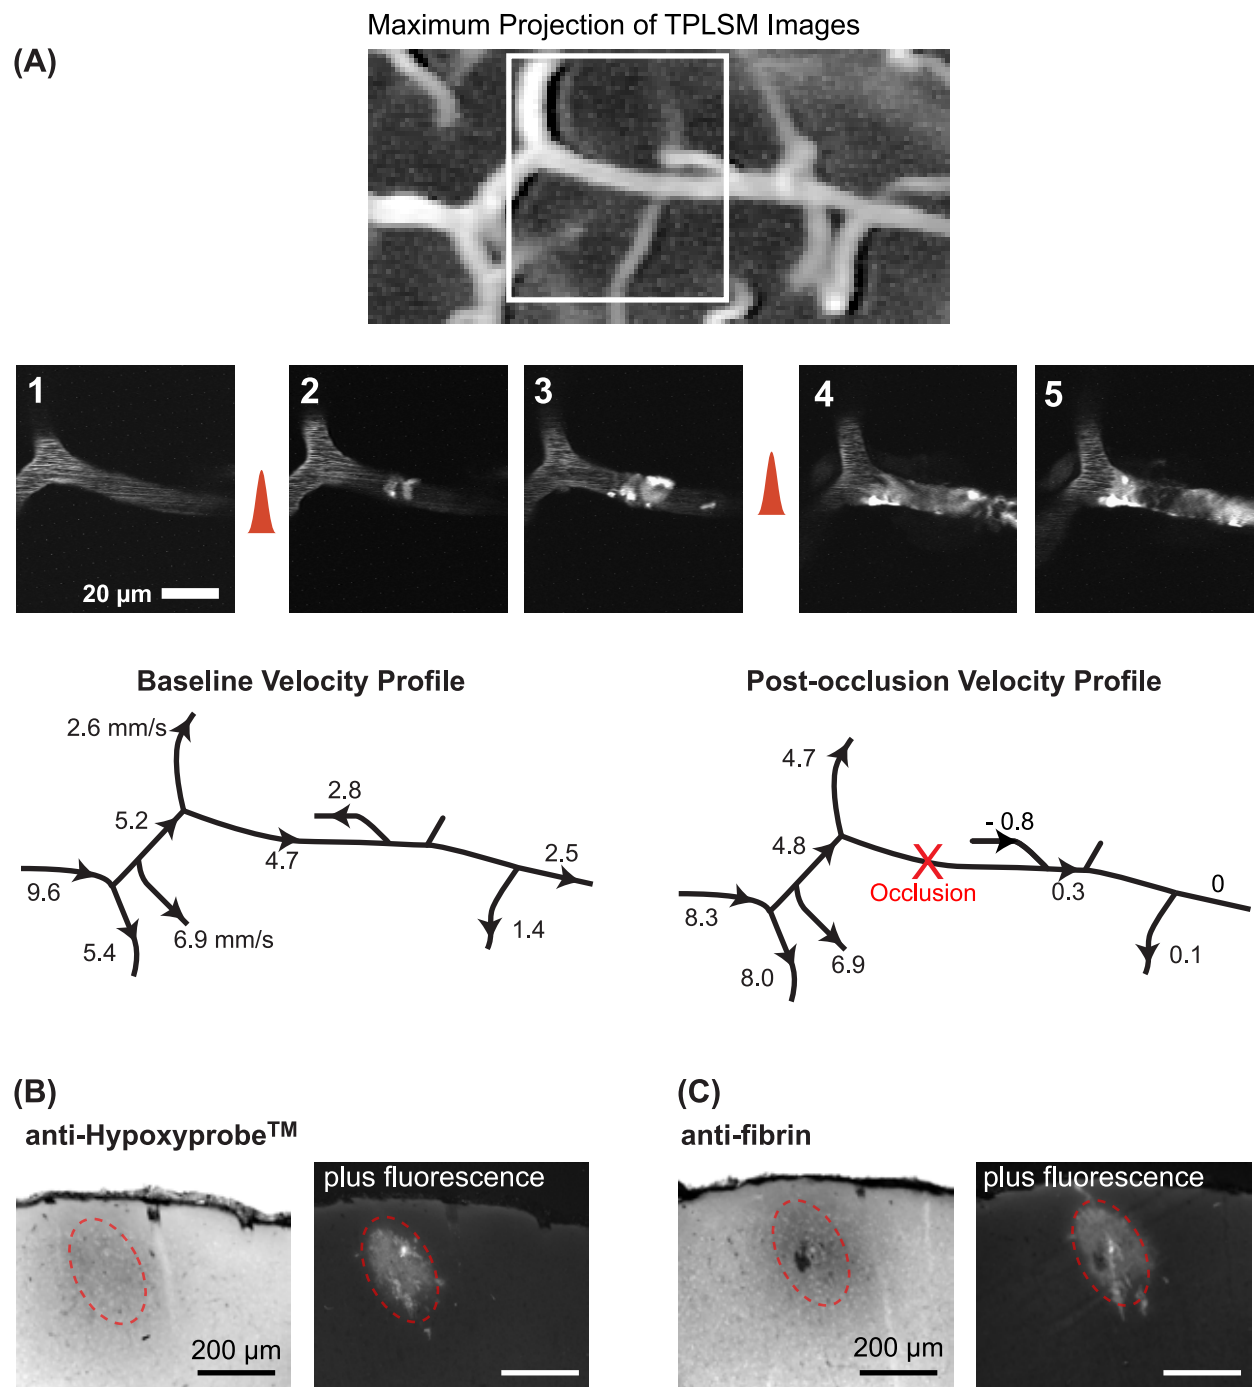 Maximum Projection of TPLSM Images
(A)
1
2
3
4
5
20 µm
Baseline Velocity Profile
Post-occlusion Velocity Profile
2.6 mm/s
2.8
5.2
4.7
2.5
9.6
6.9 mm/s
1.4
5.4
4.7
- 0.8
4.8
0
Occlusion
0.3
8.3
6.9
0.1
8.0
(B)
anti-Hypoxyprobe™
plus fluorescence
200 µm
(C)
anti-fibrin
plus fluorescence
200 µm